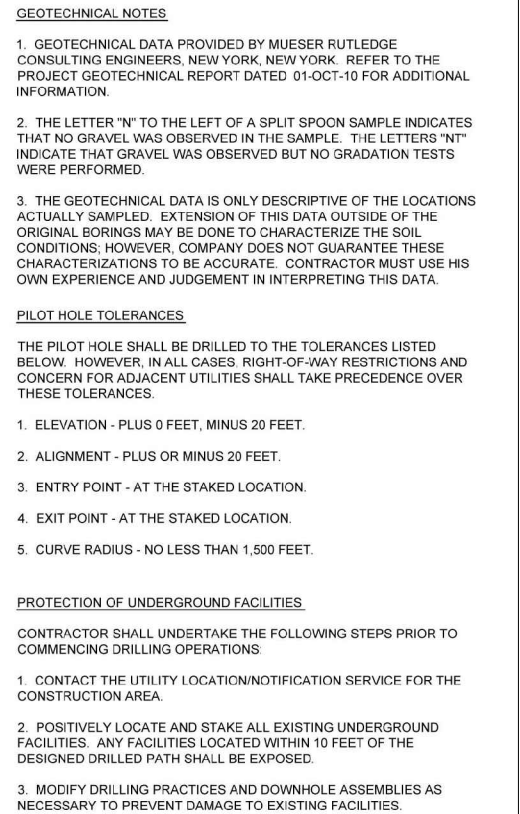 GEOTECHNICAL NOTES
1. GEOTECHNICAL DATA PROVIDED BY MUESER RUTLEDGE
CONSULTING ENGINEERS, NEW YORK, NEW YORK. REFER TO THE
PROJECT GEOTECHNICAL REPORT DATED 01-OCT-10 FOR ADDITIONAL
INFORMATION.
2. THE LETTER "N" TO THE LEFT OF A SPLIT SPOON SAMPLE INDICATES
THAT NO GRAVEL WAS OBSERVED IN THE SAMPLE. THE LETTERS "NT"
INDICATE THAT GRAVEL WAS OBSERVED BUT NO GRADATION TESTS
WERE PERFORMED.
3. THE GEOTECHNICAL DATA IS ONLY DESCRIPTIVE OF THE LOCATIONS
ACTUALLY SAMPLED. EXTENSION OF THIS DATA OUTSIDE OF THE
ORIGINAL BORINGS MAY BE DONE TO CHARACTERIZE THE SOIL
CONDITIONS; HOWEVER, COMPANY DOES NOT GUARANTEE THESE
CHARACTERIZATIONS TO BE ACCURATE. CONTRACTOR MUST USE HIS
OWN EXPERIENCE AND JUDGEMENT IN INTERPRETING THIS DATA.
PILOT HOLE TOLERANCES
THE PILOT HOLE SHALL BE DRILLED TO THE TOLERANCES LISTED
BELOW. HOWEVER, IN ALL CASES, RIGHT-OF-WAY RESTRICTIONS AND
CONCERN FOR ADJACENT UTILITIES SHALL TAKE PRECEDENCE OVER
THESE TOLERANCES.
1. ELEVATION - PLUS 0 FEET, MINUS 20 FEET.
2. ALIGNMENT - PLUS OR MINUS 20 FEET.
3. ENTRY POINT - AT THE STAKED LOCATION.
4. EXIT POINT - AT THE STAKED LOCATION.
5. CURVE RADIUS - NO LESS THAN 1,500 FEET.
PROTECTION OF UNDERGROUND FACILITIES
CONTRACTOR SHALL UNDERTAKE THE FOLLOWING STEPS PRIOR TO
COMMENCING DRILLING OPERATIONS:
1. CONTACT THE UTILITY LOCATION/NOTIFICATION SERVICE FOR THE
CONSTRUCTION AREA.
2. POSITIVELY LOCATE AND STAKE ALL EXISTING UNDERGROUND
FACILITIES. ANY FACILITIES LOCATED WITHIN 10 FEET OF THE
DESIGNED DRILLED PATH SHALL BE EXPOSED.
3. MODIFY DRILLING PRACTICES AND DOWNHOLE ASSEMBLIES AS
NECESSARY TO PREVENT DAMAGE TO EXISTING FACILITIES.